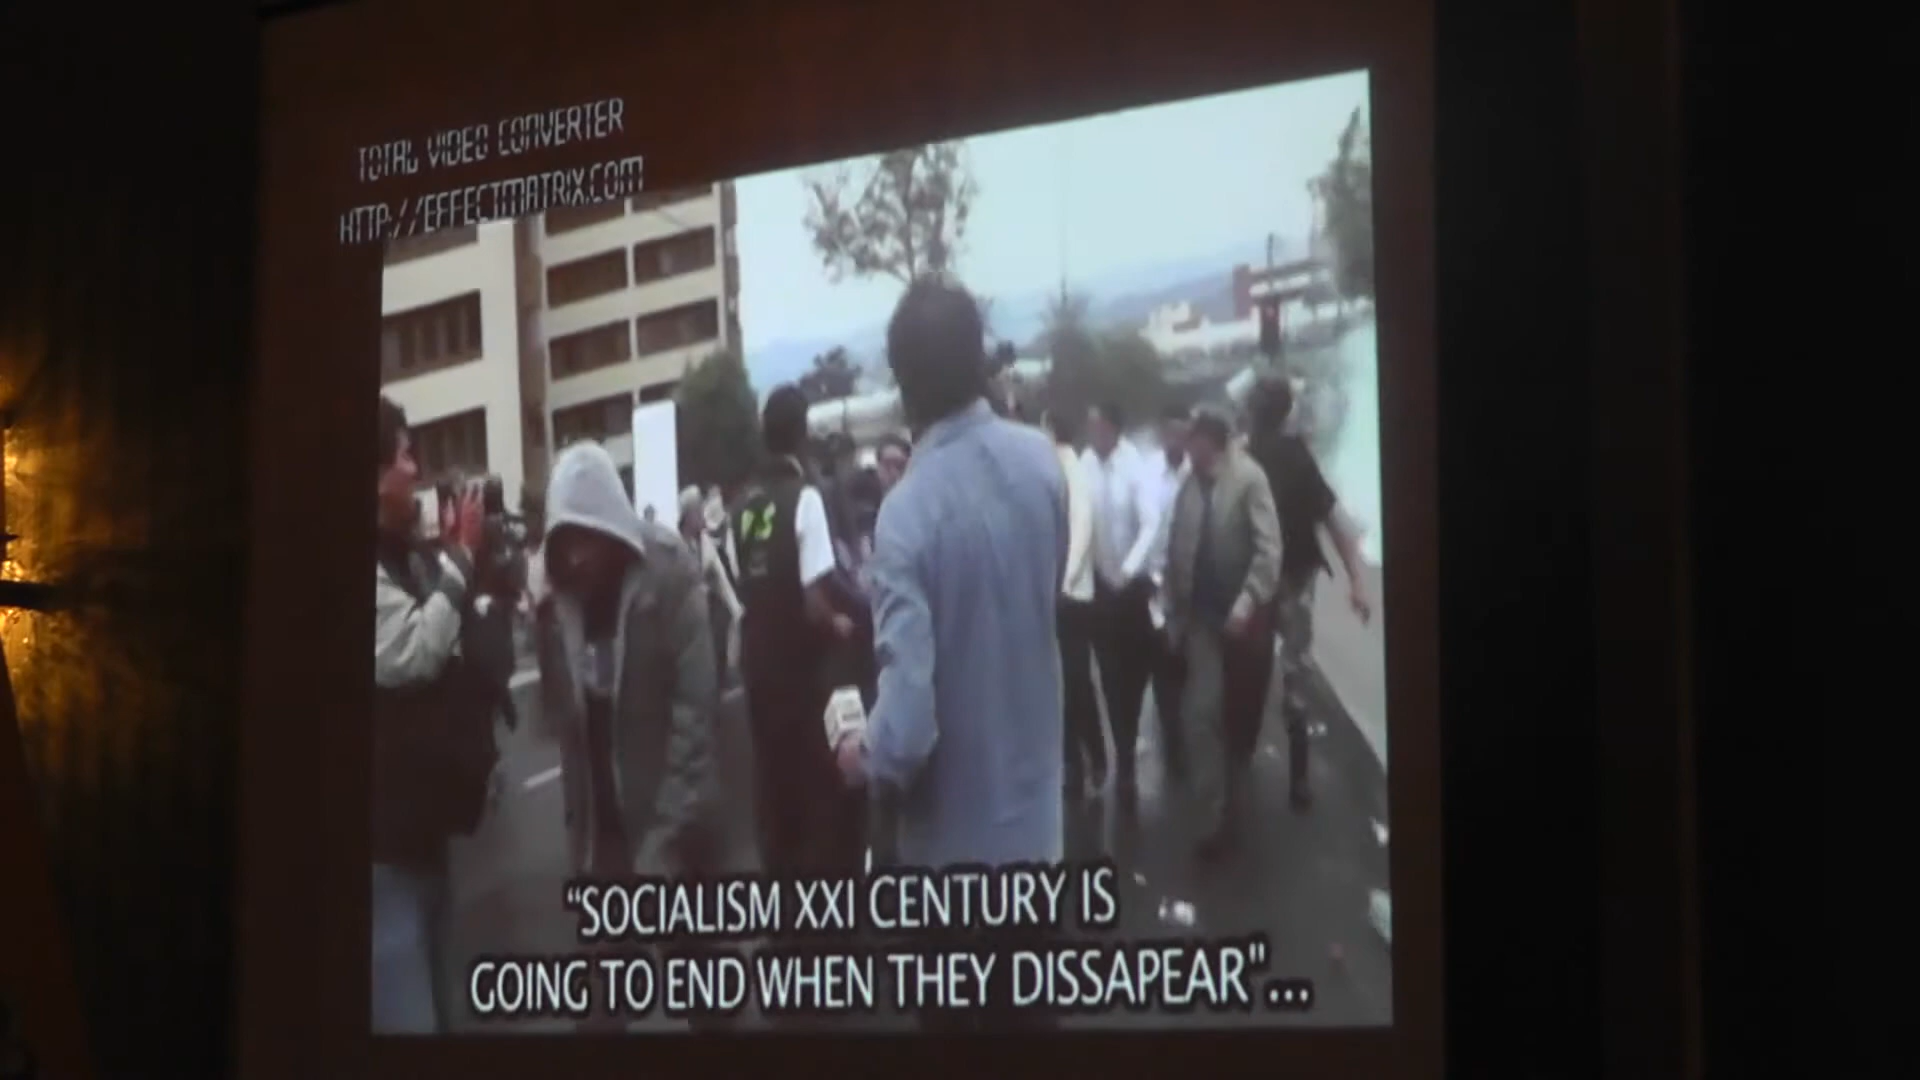 TOTAL VIDEO CONVERTER
HTTP://EFFECTMATRIX.COM
“SOCIALISM XXI CENTURY IS
GOING TO END WHEN THEY DISSAPEAR"...